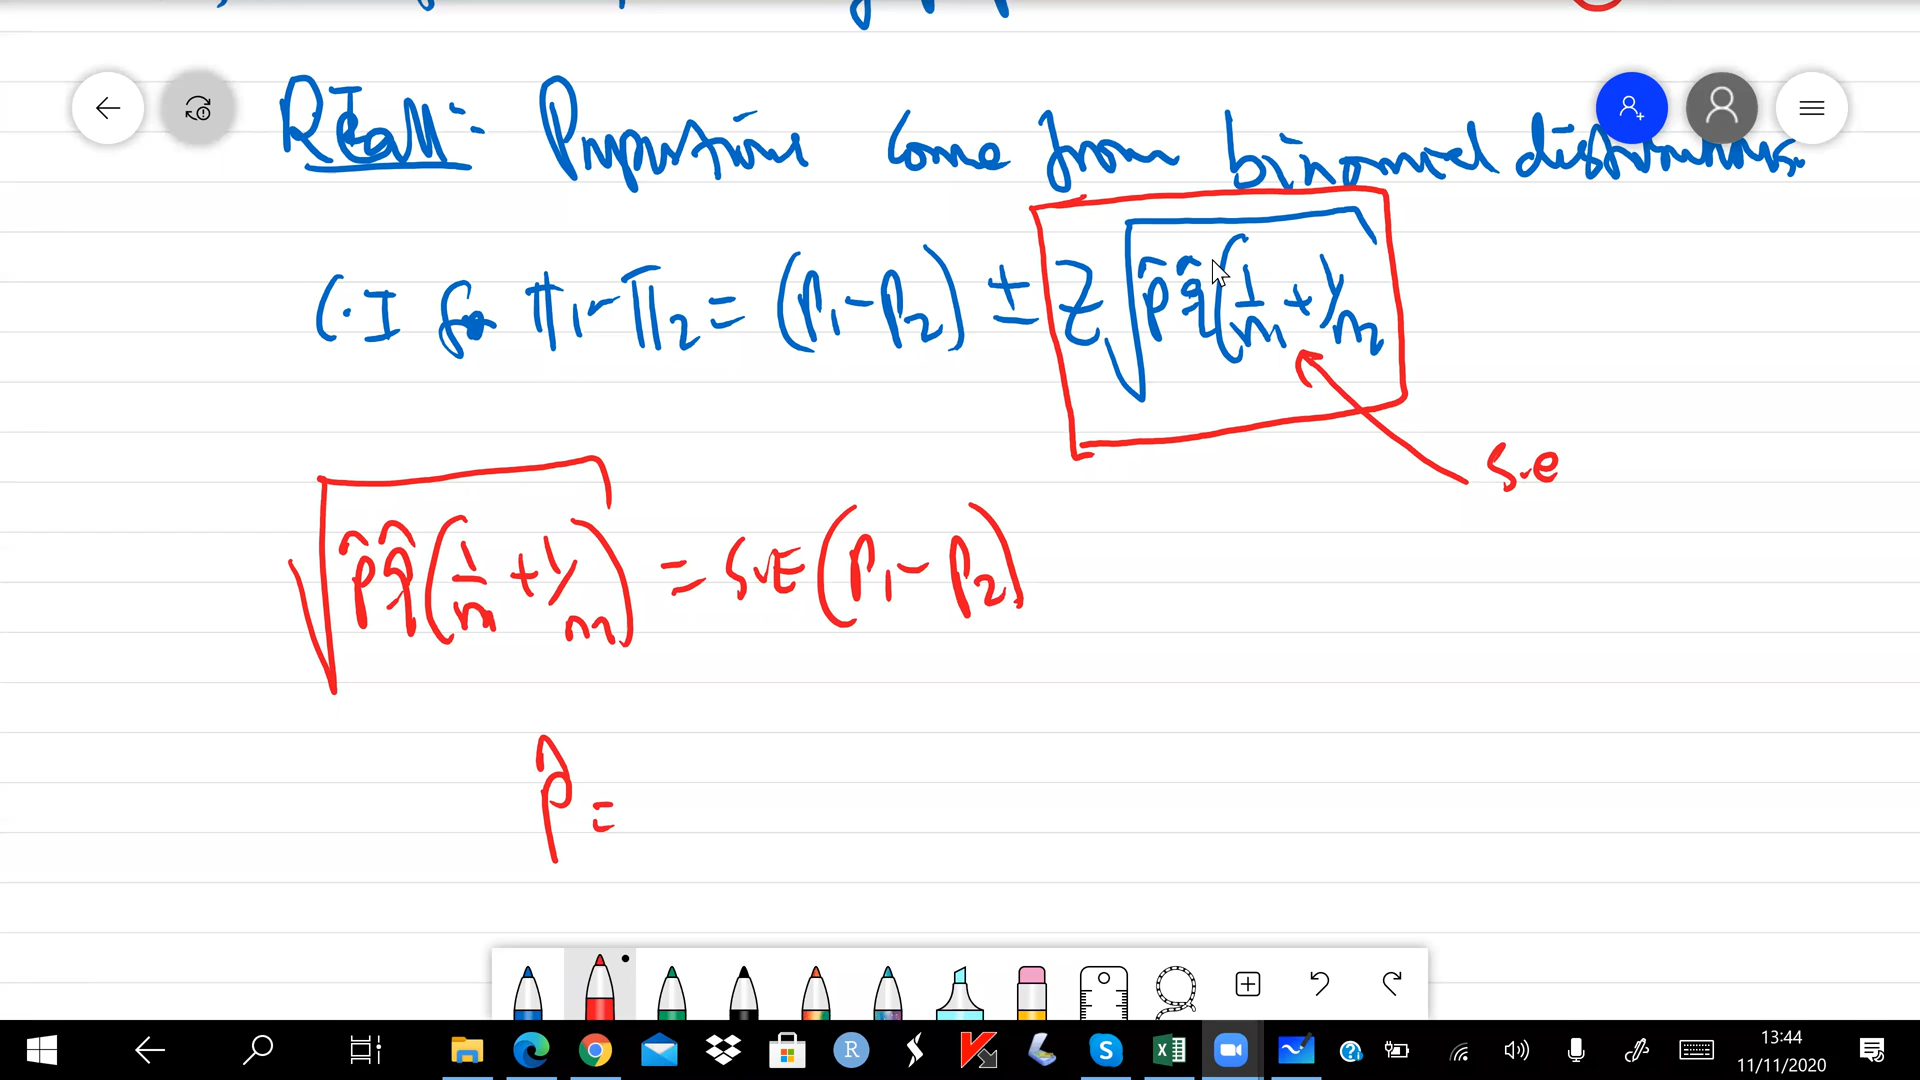 Recall: Proportions come from binomial distributions.
C.I for π₁-π₂ = (p₁-p₂) ± Z√p̂q̂(1/n₁ + 1/n₂
S.e
√p̂q̂(1/n₁ + 1/n₂) = S.E(p₁-p₂)
p̂ =
R
13:44
11/11/2020